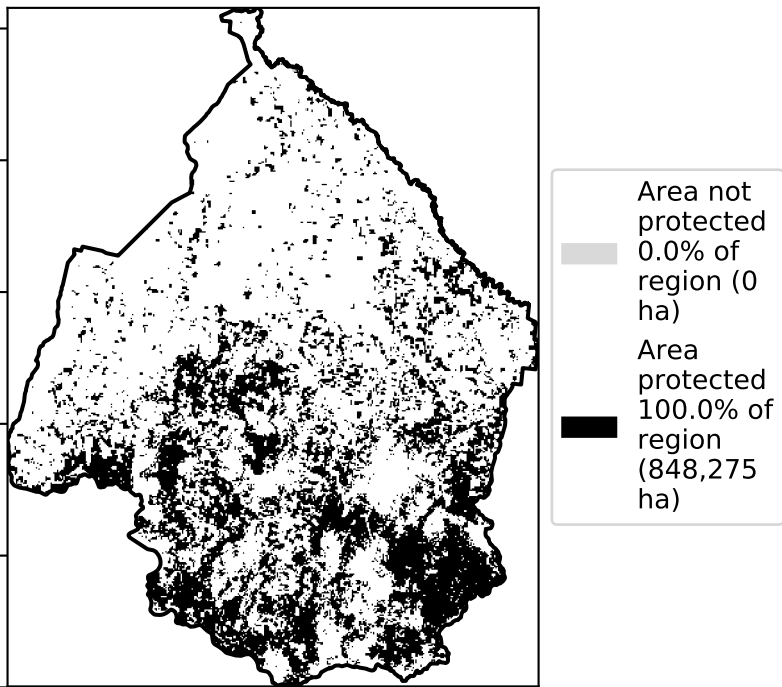 Area not
protected
0.0% of
region (0
ha)
Area
protected
100.0% of
region
(848,275
ha)